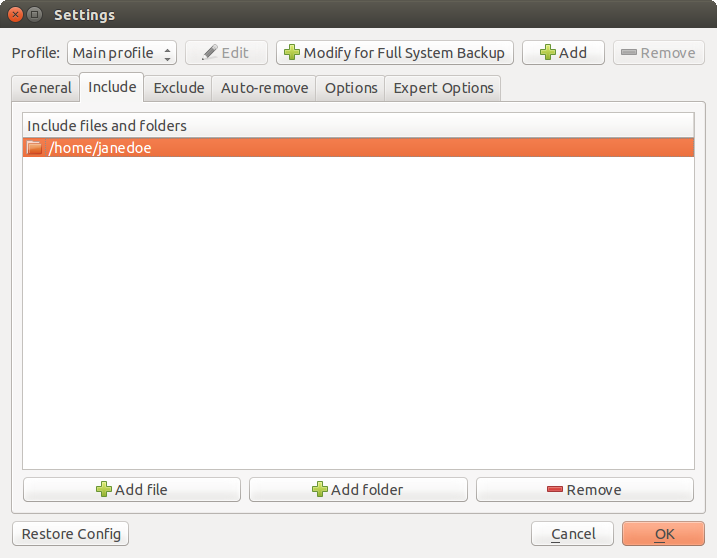 Settings
Profile: Main profile Edit Modify for Full System Backup Add Remove
General Include Exclude Auto-remove Options Expert Options
Include files and folders
/home/janedoe
Add file Add folder Remove
Restore Config Cancel OK